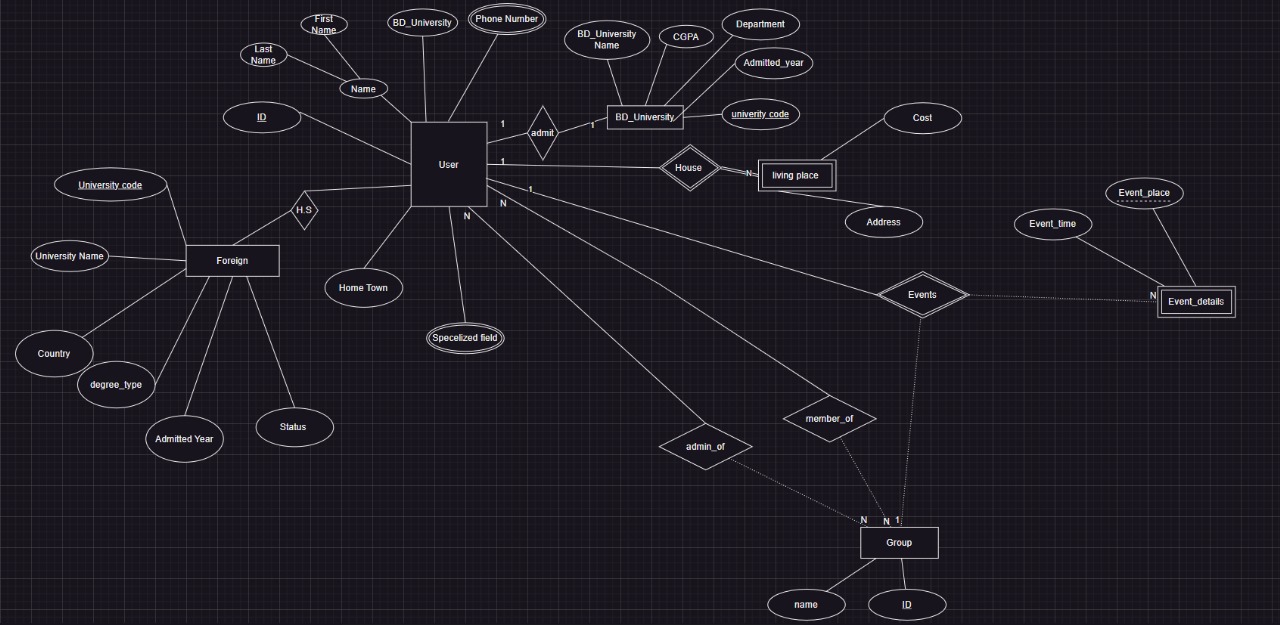 First
Name
BD_University
Phone Number
Last
Name
Name
ID
BD_University
Name
CGPA
Department
Admitted_year
univerity code
BD_University
admit
1
1
User
1
House
N
living place
Cost
Address
University code
H.S
1
N
N
University Name
Foreign
Home Town
Specelized field
Country
degree_type
Admitted Year
Status
Event_place
Event_time
Events
N
Event_details
member_of
admin_of
N
N
1
Group
name
ID